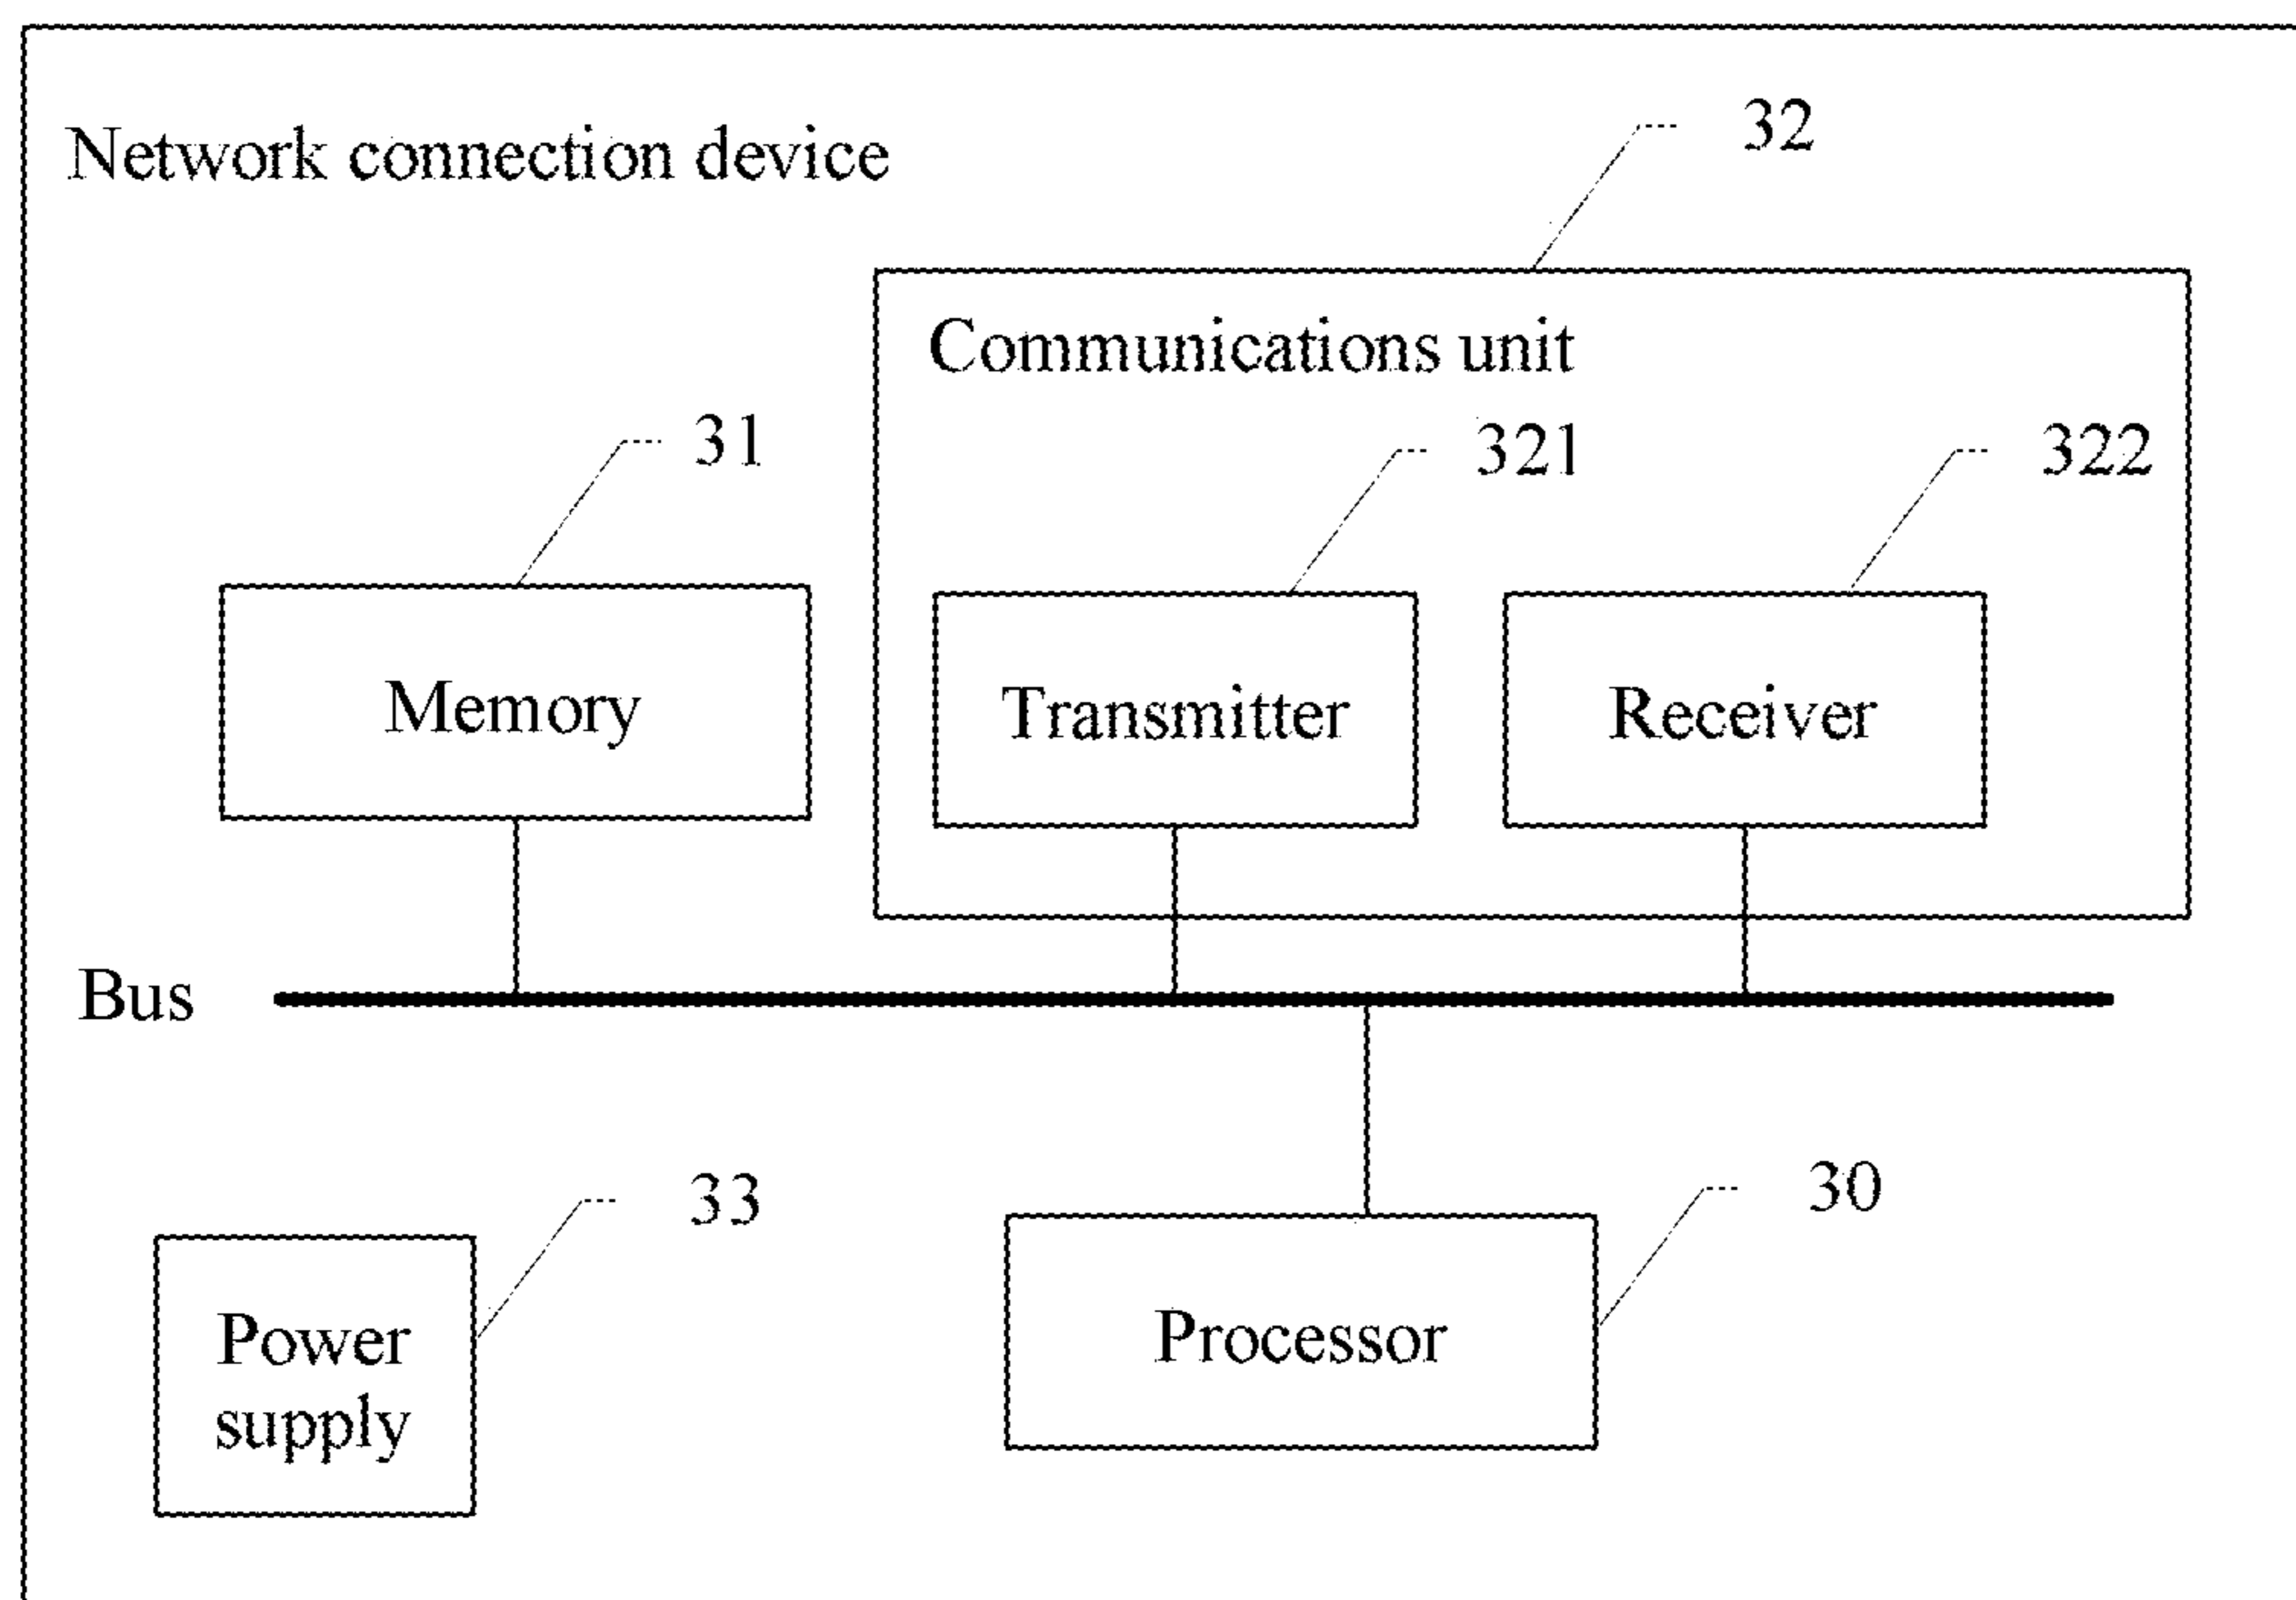 Network connection device
32
Communications unit
31
321
322
Memory
Transmitter
Receiver
Bus
33
30
Power
supply
Processor